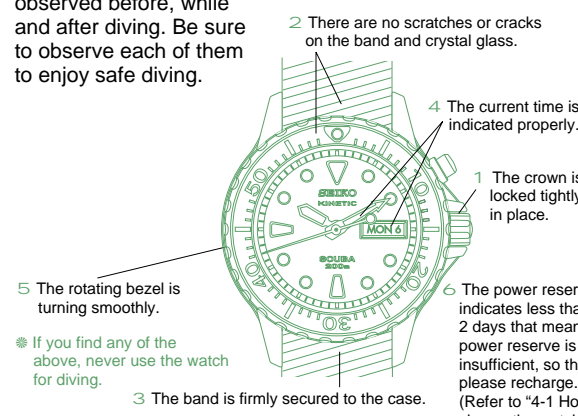 observed before, while
and after diving. Be sure
to observe each of them
to enjoy safe diving.
2 There are no scratches or cracks
on the band and crystal glass.
4 The current time is
indicated properly.
1 The crown is
locked tightly
in place.
50
10
SEIKO
KINETIC
MON 6
SCUBA
200m
40
20
30
5 The rotating bezel is
turning smoothly.
❋ If you find any of the
above, never use the watch
for diving.
3 The band is firmly secured to the case.
6 The power reser
indicates less tha
2 days that mean
power reserve is
insufficient, so th
please recharge.
(Refer to “4-1 Ho